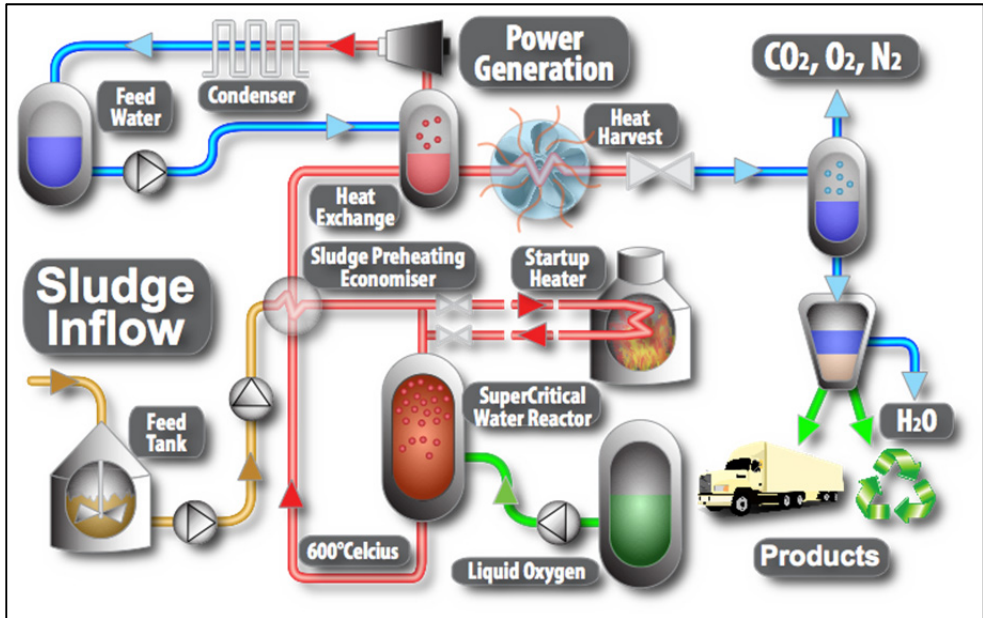 Power
Generation
CO2, O2, N2
Feed
Water
Condenser
Heat
Harvest
Heat
Exchange
Sludge Preheating
Economiser
Startup
Heater
Sludge
Inflow
SuperCritical
Water Reactor
H2O
Feed
Tank
600°Celcius
Liquid Oxygen
Products